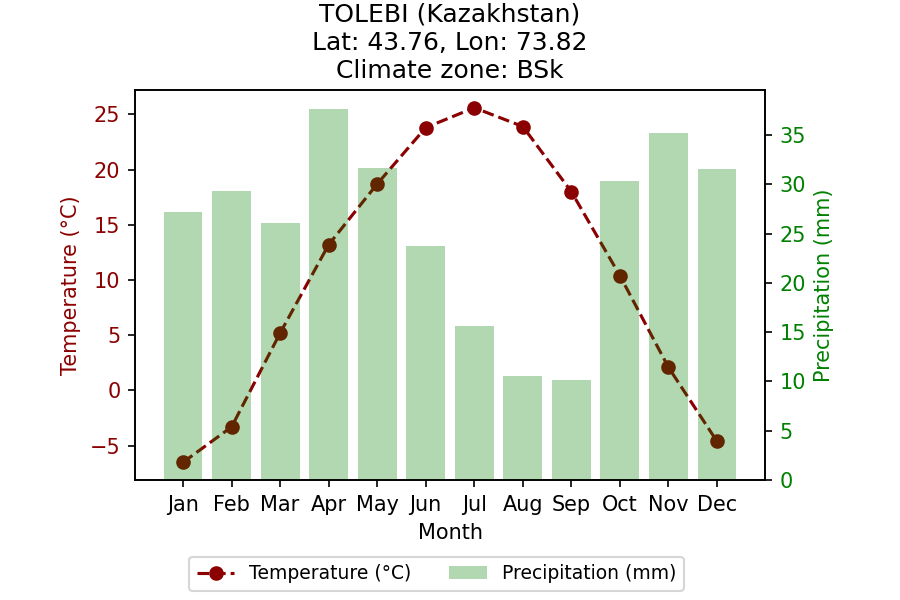 TOLEBI (Kazakhstan)
Lat: 43.76, Lon: 73.82
Climate zone: BSk
Temperature (°C)
25
20
15
10
5
0
−5
35
30
25
20
15
10
5
0
Precipitation (mm)
Jan Feb Mar Apr May Jun Jul Aug Sep Oct Nov Dec
Month
Temperature (°C) Precipitation (mm)